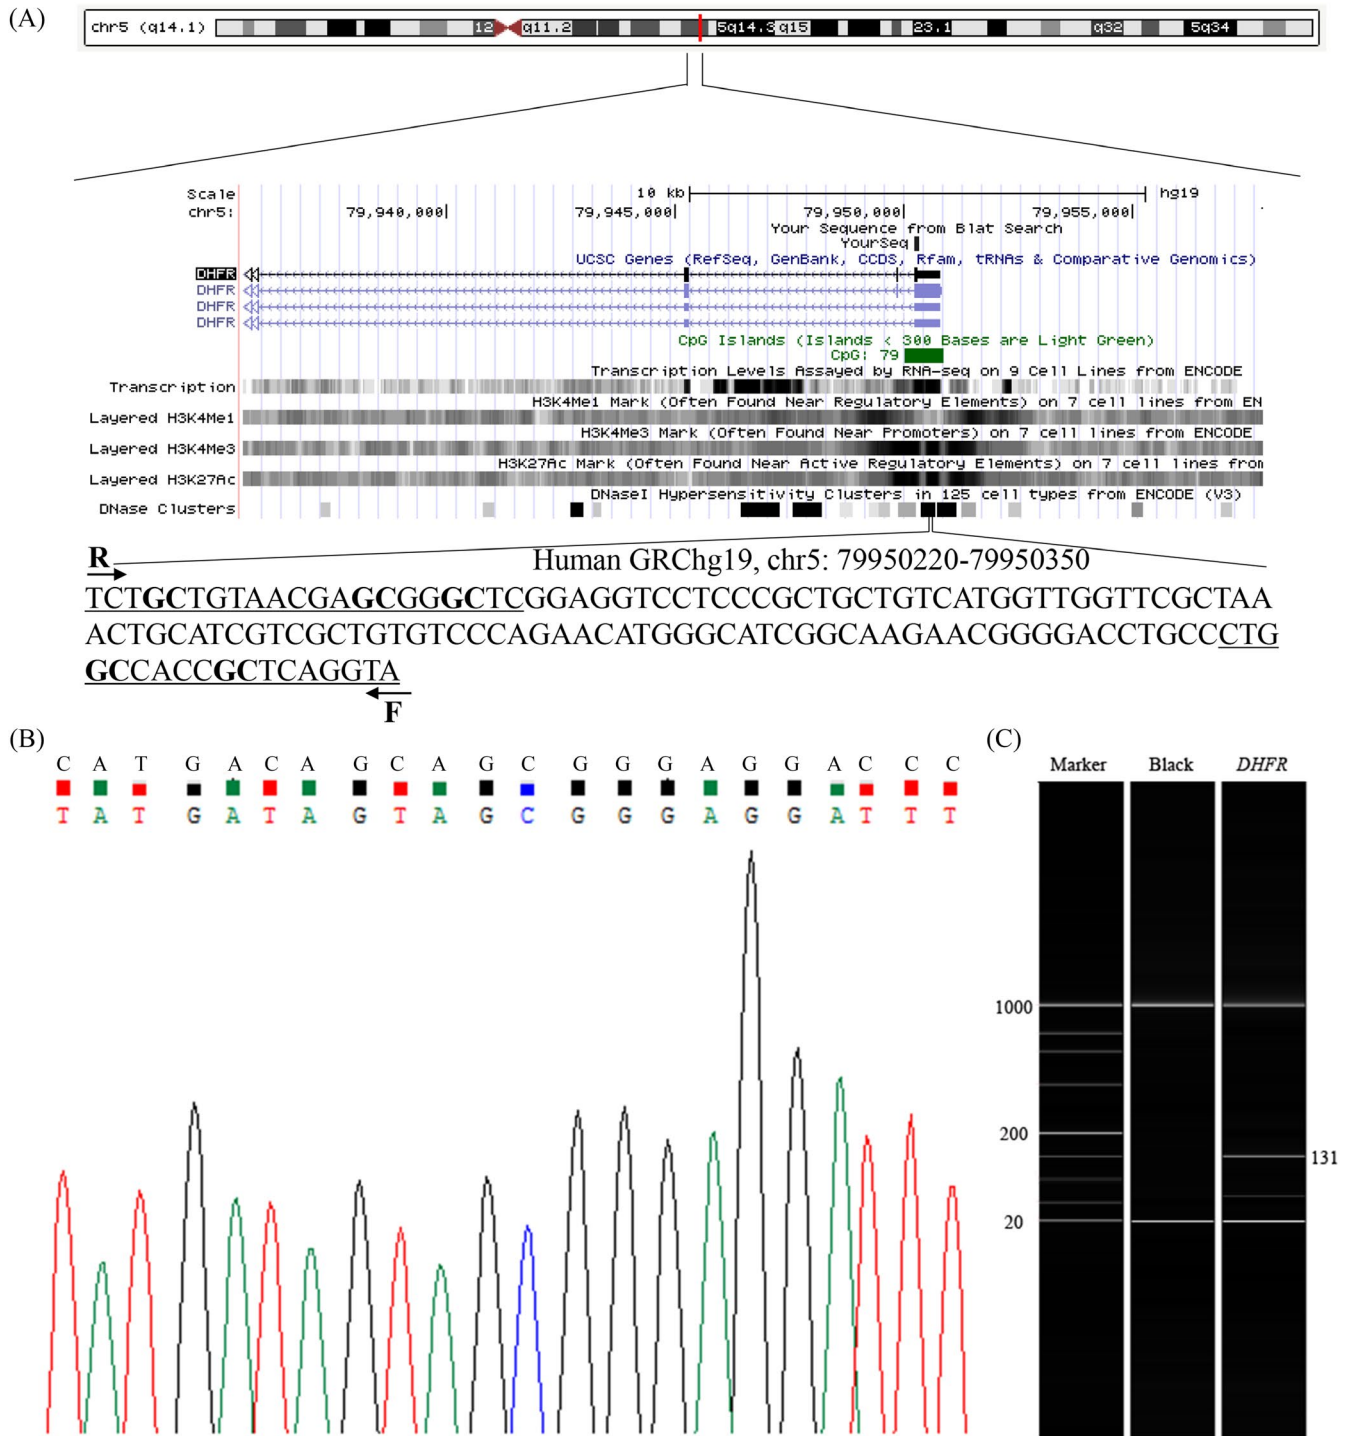 (A)
chr5 (q14.1) 12 q11.2 5q14.3 q15 23.1 q32 5q34
Scale 10 kb hg19
chr5: 79,940,000 79,945,000 79,950,000 79,955,000
Your Sequence from Blat Search
YourSeq
UCSC Genes (RefSeq, GenBank, CCDS, Rfam, tRNAs & Comparative Genomics)
DHFR
DHFR
DHFR
DHFR
CpG Islands (Islands < 300 Bases are Light Green)
CpG: 79
Transcription Levels Assayed by RNA-seq on 9 Cell Lines from ENCODE
Transcription
H3K4Me1 Mark (Often Found Near Regulatory Elements) on 7 cell lines from EN
Layered H3K4Me1
H3K4Me3 Mark (Often Found Near Promoters) on 7 cell lines from ENCODE
Layered H3K4Me3
H3K27Ac Mark (Often Found Near Active Regulatory Elements) on 7 cell lines from
Layered H3K27Ac
DNaseI Hypersensitivity Clusters in 125 cell types from ENCODE (V3)
DNase Clusters
R Human GRChg19, chr5: 79950220-79950350
TCTGCTGTAACGAGCGGGCTCGGAGGTCCTCCCGCTGCTGTCATGGTTGGTTCGCTAA
ACTGCATCGTCGCTGTGTCCCAGAACATGGGCATCGGCAAGAACGGGGACCTGCCCTG
GCCACCGCTCAGGTA
F
(B)
C A T G A C A G C A G C G G G A G G A C C C
T A T G A T A G T A G C G G G A G G A T T T
(C)
Marker Black DHFR
1000
200
131
20